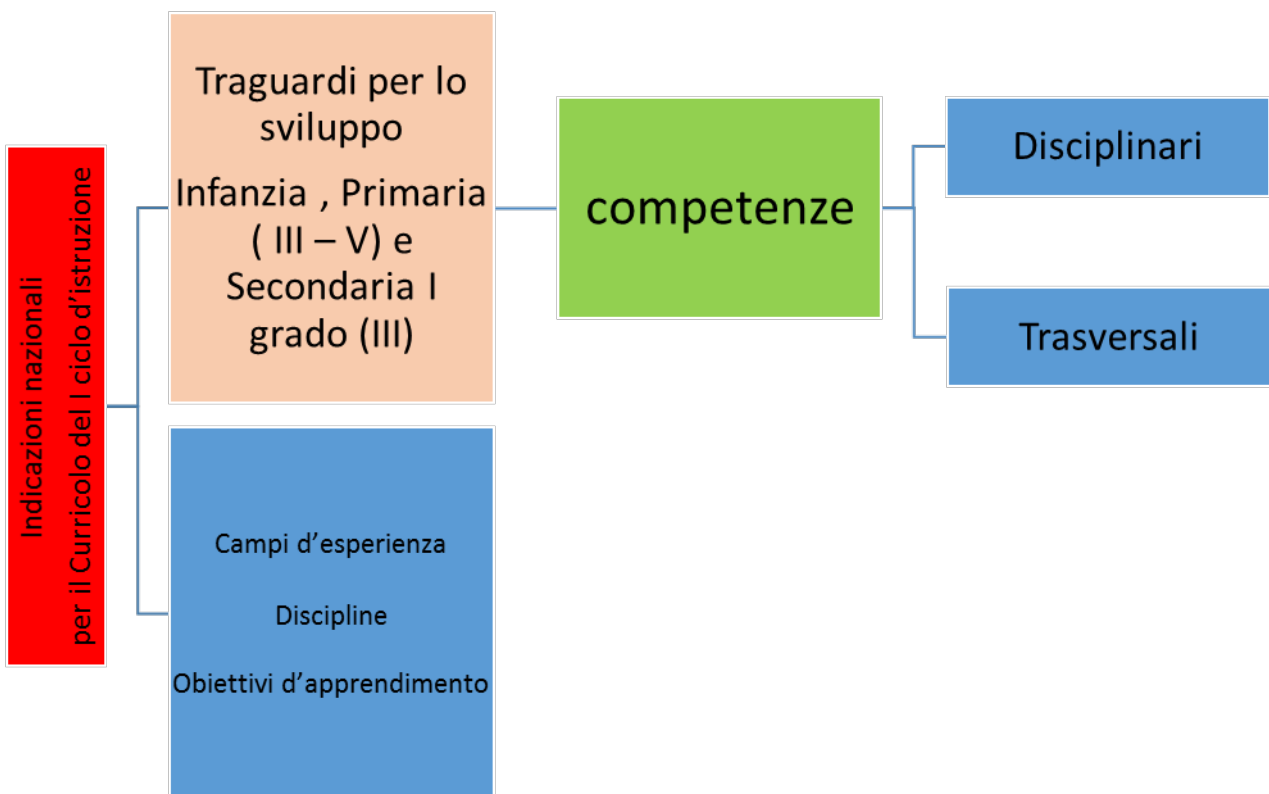 Indicazioni nazionali
per il Curricolo del I ciclo d’istruzione
Traguardi per lo
sviluppo
Infanzia , Primaria
( III – V) e
Secondaria I
grado (III)
competenze
Disciplinari
Trasversali
Campi d’esperienza
Discipline
Obiettivi d’apprendimento